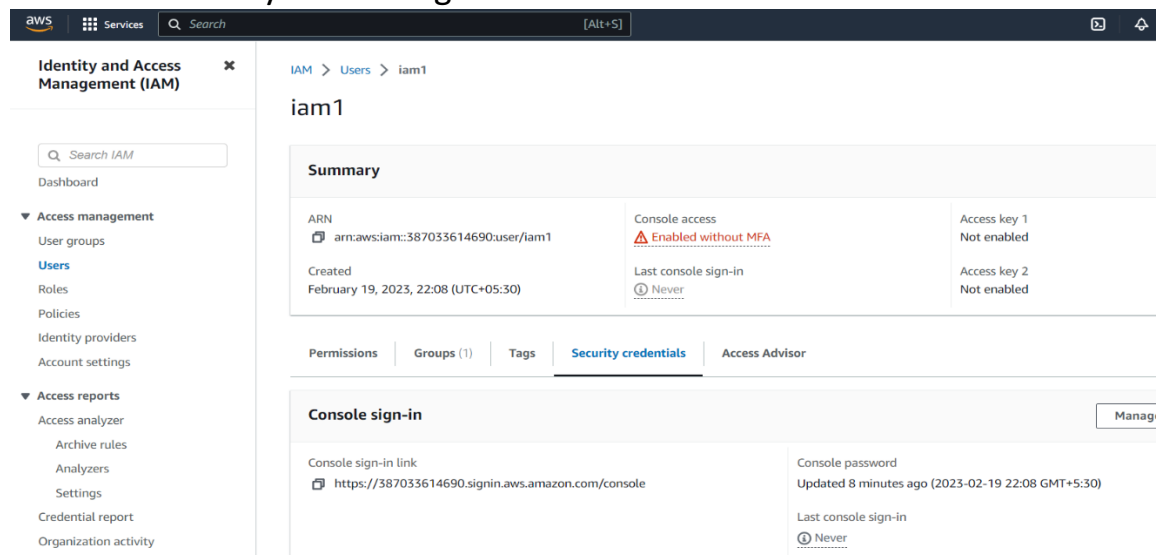 aws Services Search [Alt+S]
Identity and Access
Management (IAM)
Search IAM
Dashboard
Access management
User groups
Users
Roles
Policies
Identity providers
Account settings
Access reports
Access analyzer
Archive rules
Analyzers
Settings
Credential report
Organization activity
IAM > Users > iam1
iam1
Summary
ARN
arn:aws:iam::387033614690:user/iam1
Created
February 19, 2023, 22:08 (UTC+05:30)
Console access
Enabled without MFA
Last console sign-in
Never
Access key 1
Not enabled
Access key 2
Not enabled
Permissions Groups (1) Tags Security credentials Access Advisor
Console sign-in
Manag
Console sign-in link
https://387033614690.signin.aws.amazon.com/console
Console password
Updated 8 minutes ago (2023-02-19 22:08 GMT+5:30)
Last console sign-in
Never